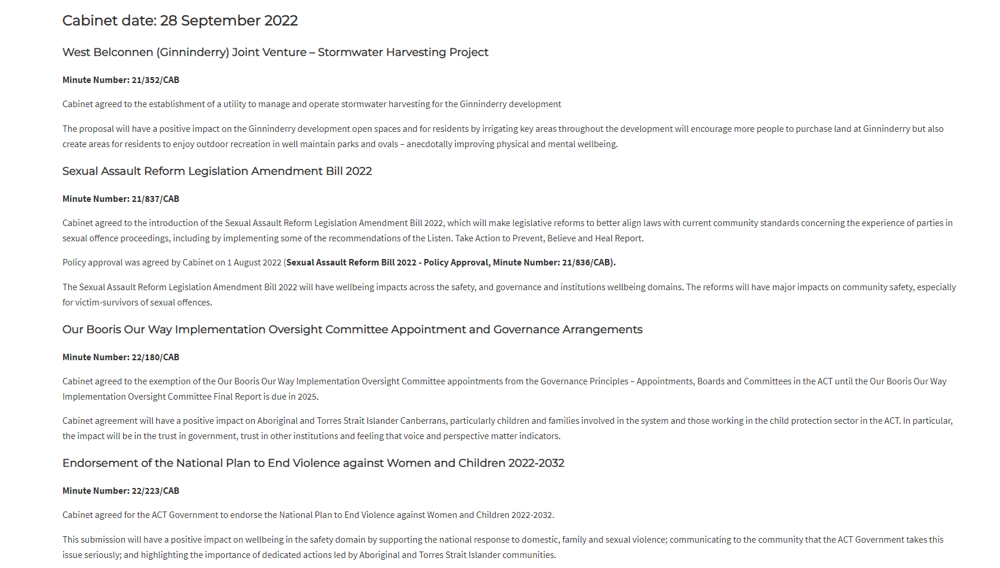 Cabinet date: 28 September 2022
West Belconnen (Ginninderry) Joint Venture – Stormwater Harvesting Project
Minute Number: 21/352/CAB
Cabinet agreed to the establishment of a utility to manage and operate stormwater harvesting for the Ginninderry development
The proposal will have a positive impact on the Ginninderry development open spaces and for residents by irrigating key areas throughout the development will encourage more people to purchase land at Ginninderry but also
create areas for residents to enjoy outdoor recreation in well maintain parks and ovals – anecdotally improving physical and mental wellbeing.
Sexual Assault Reform Legislation Amendment Bill 2022
Minute Number: 21/837/CAB
Cabinet agreed to the introduction of the Sexual Assault Reform Legislation Amendment Bill 2022, which will make legislative reforms to better align laws with current community standards concerning the experience of parties in
sexual offence proceedings, including by implementing some of the recommendations of the Listen. Take Action to Prevent, Believe and Heal Report.
Policy approval was agreed by Cabinet on 1 August 2022 (Sexual Assault Reform Bill 2022 - Policy Approval, Minute Number: 21/836/CAB).
The Sexual Assault Reform Legislation Amendment Bill 2022 will have wellbeing impacts across the safety, and governance and institutions wellbeing domains. The reforms will have major impacts on community safety, especially
for victim-survivors of sexual offences.
Our Booris Our Way Implementation Oversight Committee Appointment and Governance Arrangements
Minute Number: 22/180/CAB
Cabinet agreed to the exemption of the Our Booris Our Way Implementation Oversight Committee appointments from the Governance Principles – Appointments, Boards and Committees in the ACT until the Our Booris Our Way
Implementation Oversight Committee Final Report is due in 2025.
Cabinet agreement will have a positive impact on Aboriginal and Torres Strait Islander Canberrans, particularly children and families involved in the system and those working in the child protection sector in the ACT. In particular,
the impact will be in the trust in government, trust in other institutions and feeling that voice and perspective matter indicators.
Endorsement of the National Plan to End Violence against Women and Children 2022-2032
Minute Number: 22/223/CAB
Cabinet agreed for the ACT Government to endorse the National Plan to End Violence against Women and Children 2022-2032.
This submission will have a positive impact on wellbeing in the safety domain by supporting the national response to domestic, family and sexual violence; communicating to the community that the ACT Government takes this
issue seriously; and highlighting the importance of dedicated actions led by Aboriginal and Torres Strait Islander communities.